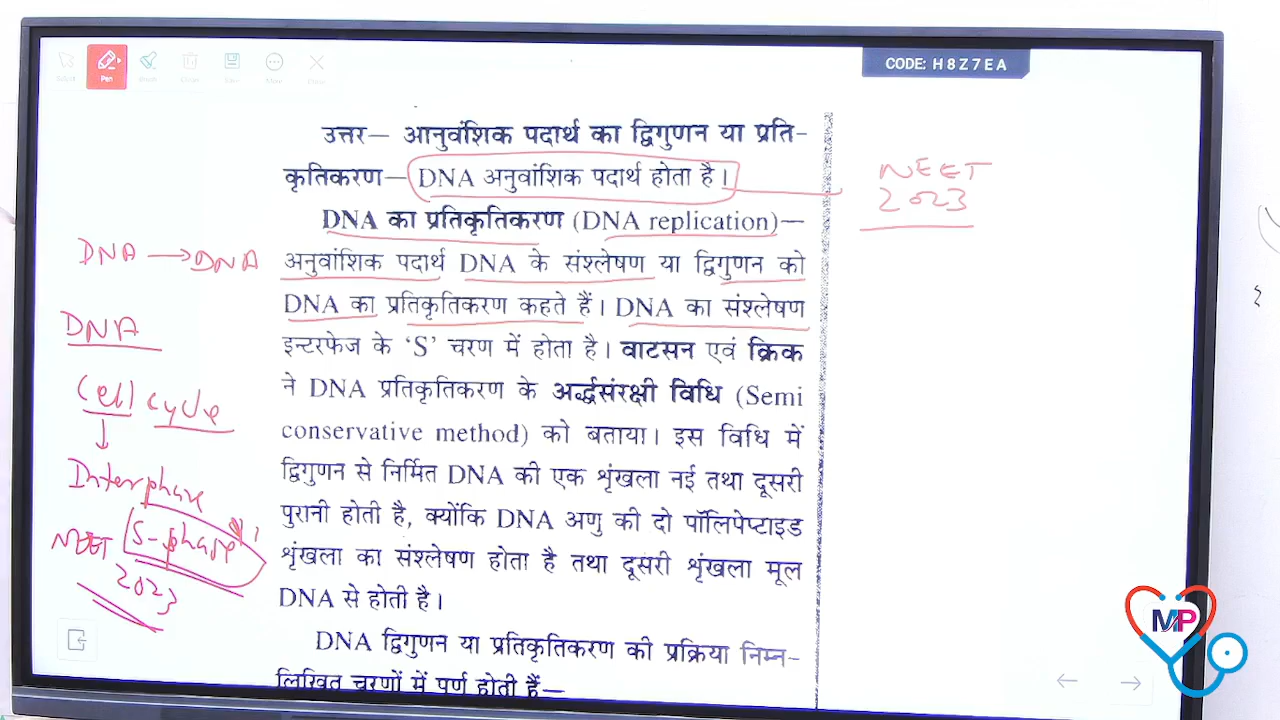 CODE: H8Z7EA
उत्तर— आनुवंशिक पदार्थ का द्विगुणन या प्रति-
कृतिकरण— DNA अनुवांशिक पदार्थ होता है।
DNA का प्रतिकृतिकरण (DNA replication)—
अनुवांशिक पदार्थ DNA के संश्लेषण या द्विगुणन को
DNA का प्रतिकृतिकरण कहते हैं। DNA का संश्लेषण
इन्टरफेज के ‘S’ चरण में होता है। वाटसन एवं क्रिक
ने DNA प्रतिकृतिकरण के अर्द्धसंरक्षी विधि (Semi
conservative method) को बताया। इस विधि में
द्विगुणन से निर्मित DNA की एक शृंखला नई तथा दूसरी
पुरानी होती है, क्योंकि DNA अणु की दो पॉलिपेप्टाइड
शृंखला का संश्लेषण होता है तथा दूसरी शृंखला मूल
DNA से होती है।
DNA द्विगुणन या प्रतिकृतिकरण की प्रक्रिया निम्न-
लिखित चरणों में पूर्ण होती हैं—
NEET
2023
DNA → DNA
DNA
Cell cycle
Interphase
S-phase
NEET
2023
Pen
MP